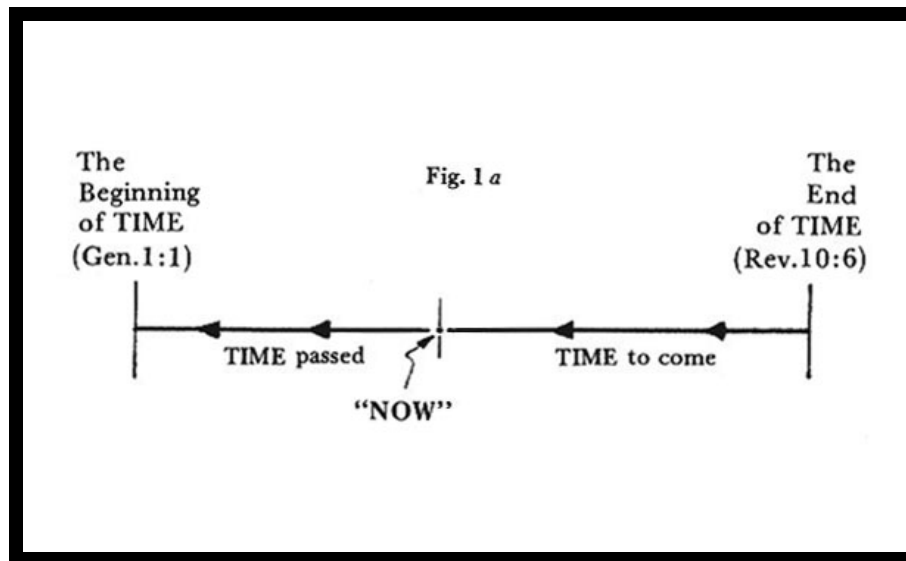 The
Beginning
of TIME
(Gen.1:1)
Fig. 1 a
The
End
of TIME
(Rev.10:6)
TIME passed
TIME to come
“NOW”